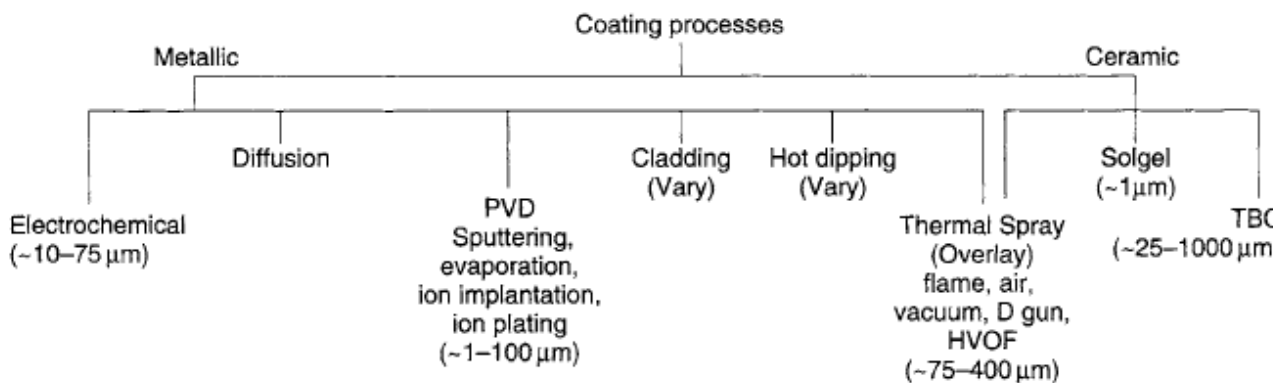 Coating processes
Metallic
Ceramic
Diffusion
Cladding
(Vary)
Hot dipping
(Vary)
Solgel
(~1μm)
Electrochemical
(~10–75 μm)
PVD
Sputtering,
evaporation,
ion implantation,
ion plating
(~1–100 μm)
Thermal Spray
(Overlay)
flame, air,
vacuum, D gun,
HVOF
(~75–400 μm)
TBC
(~25–1000 μm